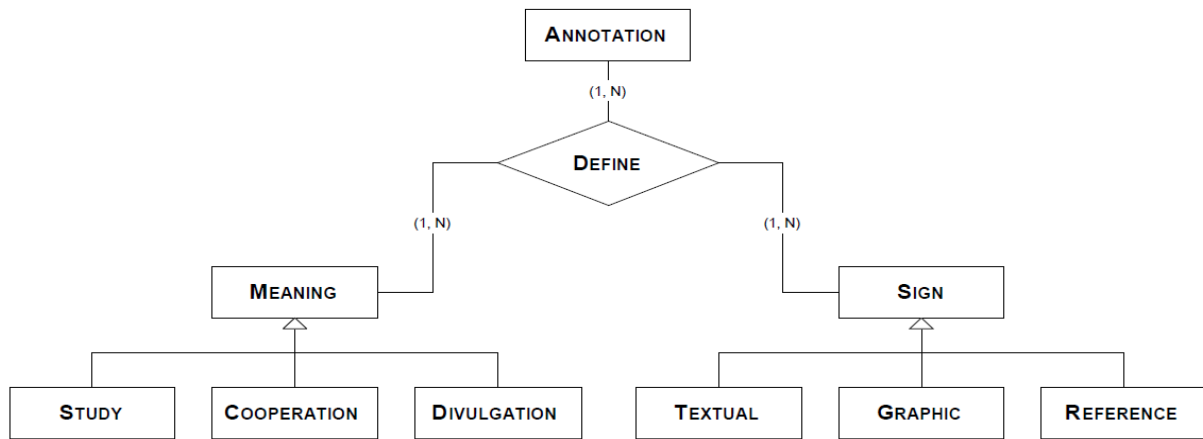 ANNOTATION
(1, N)
DEFINE
(1, N) (1, N)
MEANING SIGN
STUDY COOPERATION DIVULGATION TEXTUAL GRAPHIC REFERENCE